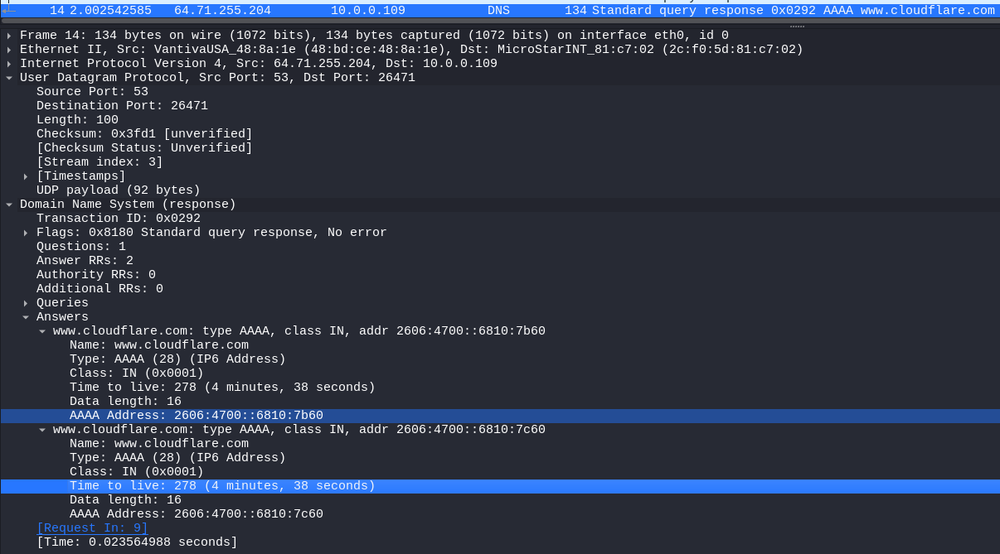 14 2.002542585 64.71.255.204 10.0.0.109 DNS 134 Standard query response 0x0292 AAAA www.cloudflare.com
Frame 14: 134 bytes on wire (1072 bits), 134 bytes captured (1072 bits) on interface eth0, id 0
Ethernet II, Src: VantivaUSA_48:8a:1e (48:bd:ce:48:8a:1e), Dst: MicroStarINT_81:c7:02 (2c:f0:5d:81:c7:02)
Internet Protocol Version 4, Src: 64.71.255.204, Dst: 10.0.0.109
User Datagram Protocol, Src Port: 53, Dst Port: 26471
Source Port: 53
Destination Port: 26471
Length: 100
Checksum: 0x3fd1 [unverified]
[Checksum Status: Unverified]
[Stream index: 3]
[Timestamps]
UDP payload (92 bytes)
Domain Name System (response)
Transaction ID: 0x0292
Flags: 0x8180 Standard query response, No error
Questions: 1
Answer RRs: 2
Authority RRs: 0
Additional RRs: 0
Queries
Answers
www.cloudflare.com: type AAAA, class IN, addr 2606:4700::6810:7b60
Name: www.cloudflare.com
Type: AAAA (28) (IP6 Address)
Class: IN (0x0001)
Time to live: 278 (4 minutes, 38 seconds)
Data length: 16
AAAA Address: 2606:4700::6810:7b60
www.cloudflare.com: type AAAA, class IN, addr 2606:4700::6810:7c60
Name: www.cloudflare.com
Type: AAAA (28) (IP6 Address)
Class: IN (0x0001)
Time to live: 278 (4 minutes, 38 seconds)
Data length: 16
AAAA Address: 2606:4700::6810:7c60
[Request In: 9]
[Time: 0.023564988 seconds]